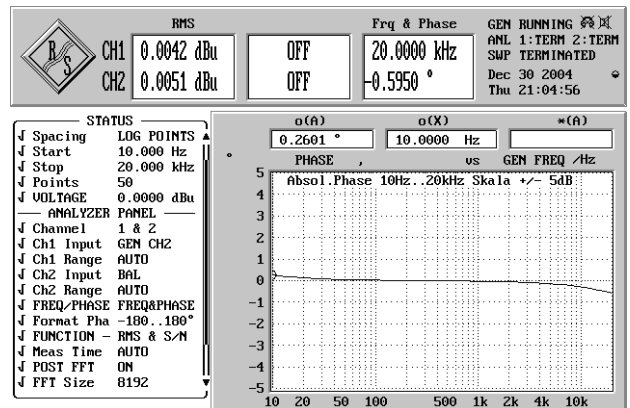 RMS Frq & Phase GEN RUNNING
R&S CH1 0.0042 dBu OFF 20.0000 kHz ANL 1:TERM 2:TERM
SWP TERMINATED
CH2 0.0051 dBu OFF -0.5950 ° Dec 30 2004
Thu 21:04:56
STATUS
Spacing LOG POINTS
Start 10.000 Hz
Stop 20.000 kHz
Points 50
VOLTAGE 0.0000 dBu
ANALYZER PANEL
Channel 1 & 2
Ch1 Input GEN CH2
Ch1 Range AUTO
Ch2 Input BAL
Ch2 Range AUTO
FREQ/PHASE FREQ&PHASE
Format Pha -180..180°
FUNCTION - RMS & S/N
Meas Time AUTO
POST FFT ON
FFT Size 8192
o(A) o(X) *(A)
0.2601 ° 10.0000 Hz
° PHASE , vs GEN FREQ /Hz
Absol.Phase 10Hz..20kHz Skala +/- 5dB
5
4
3
2
1
0
-1
-2
-3
-4
-5
10 20 50 100 500 1k 2k 4k 10k